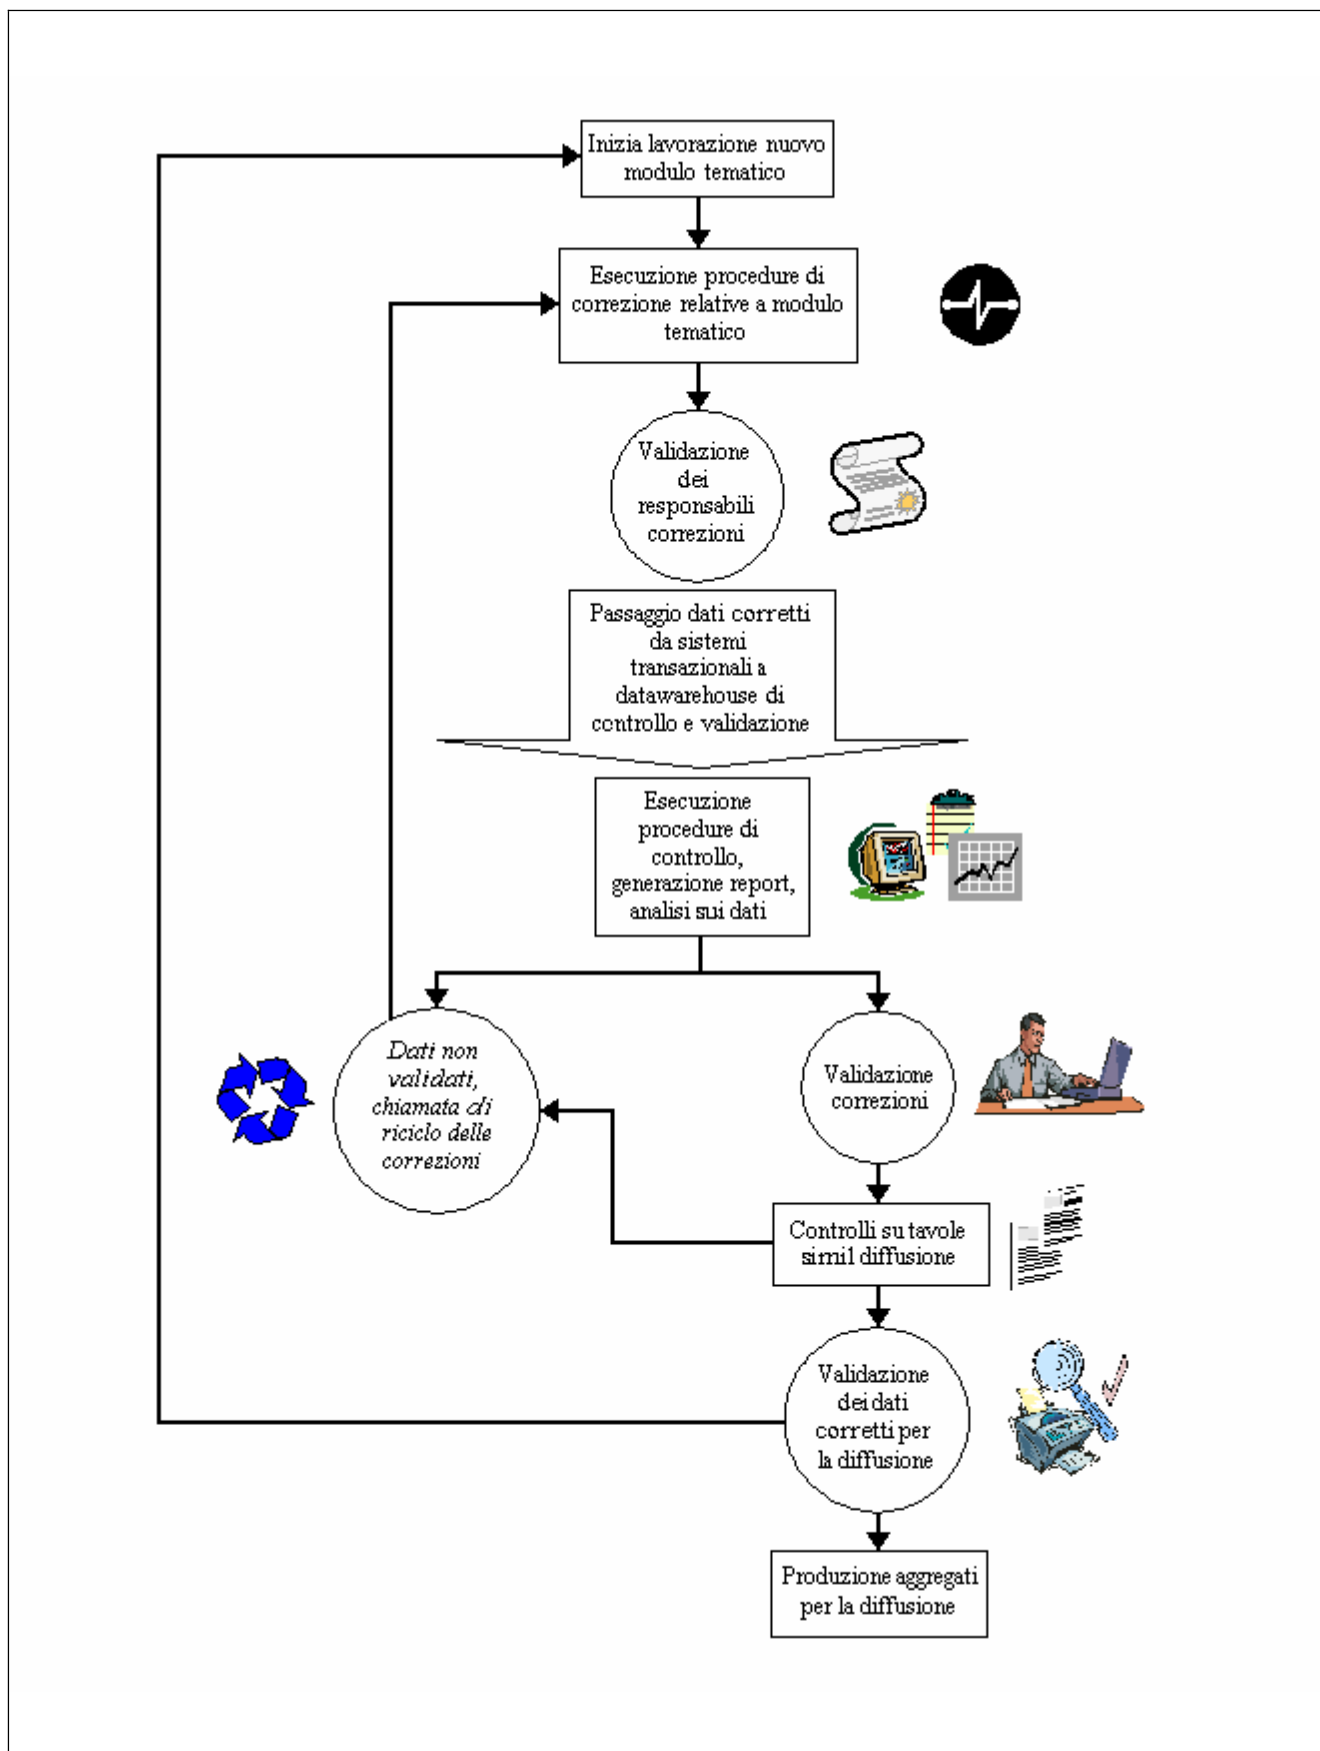 Inizia lavorazione nuovo
modulo tematico
Esecuzione procedure di
correzione relative a modulo
tematico
Validazione
dei
responsabili
correzioni
Passaggio dati corretti
da sistemi
transazionali a
datawarehouse di
controllo e validazione
Esecuzione
procedure di
controllo,
generazione report,
analisi sui dati
Dati non
validati,
chiamata di
riciclo delle
correzioni
Validazione
correzioni
Controlli su tavole
simil diffusione
Validazione
dei dati
corretti per
la diffusione
Produzione aggregati
per la diffusione